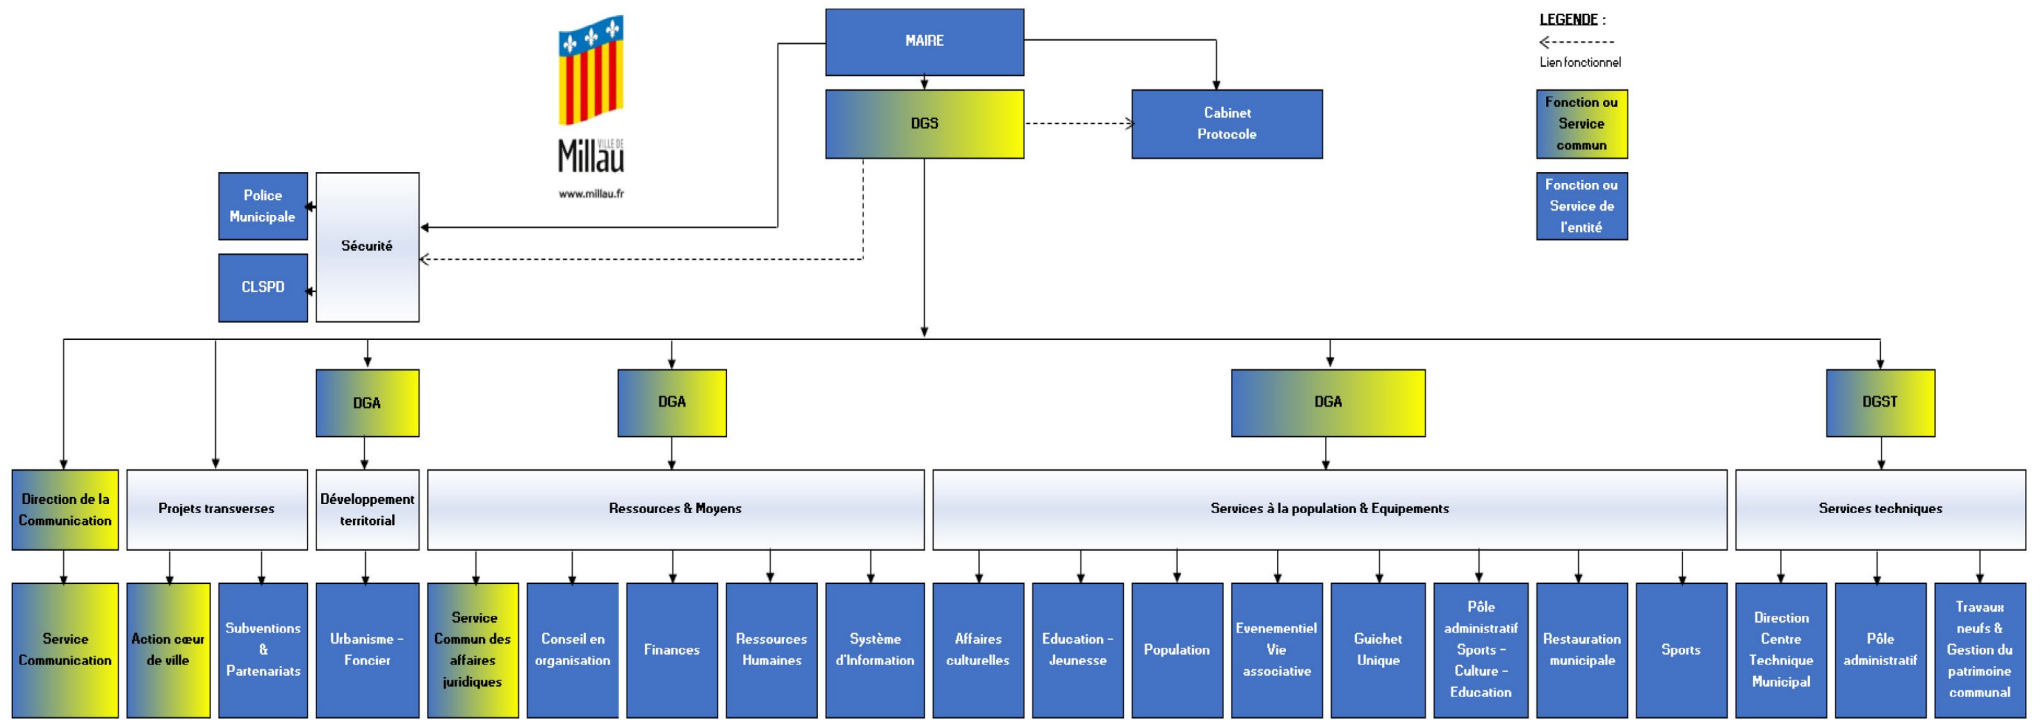 MAIRE
LEGENDE :
Lien fonctionnel
VILLE DE
Millau
www.millau.fr
DGS
Cabinet
Protocole
Fonction ou
Service
commun
Fonction ou
Service de
l'entité
Police
Municipale
Sécurité
CLSPD
DGA
DGA
DGA
DGST
Direction de la
Communication
Projets transverses
Développement
territorial
Ressources & Moyens
Services à la population & Equipements
Services techniques
Service
Communication
Action cœur
de ville
Subventions
&
Partenariats
Urbanisme -
Foncier
Service
Commun des
affaires
juridiques
Conseil en
organisation
Finances
Ressources
Humaines
Système
d'Information
Affaires
culturelles
Education -
Jeunesse
Population
Evenementiel
Vie
associative
Guichet
Unique
Pôle
administratif
Sports -
Culture -
Education
Restauration
municipale
Sports
Direction
Centre
Technique
Municipal
Pôle
administratif
Travaux
neufs &
Gestion du
patrimoine
communal